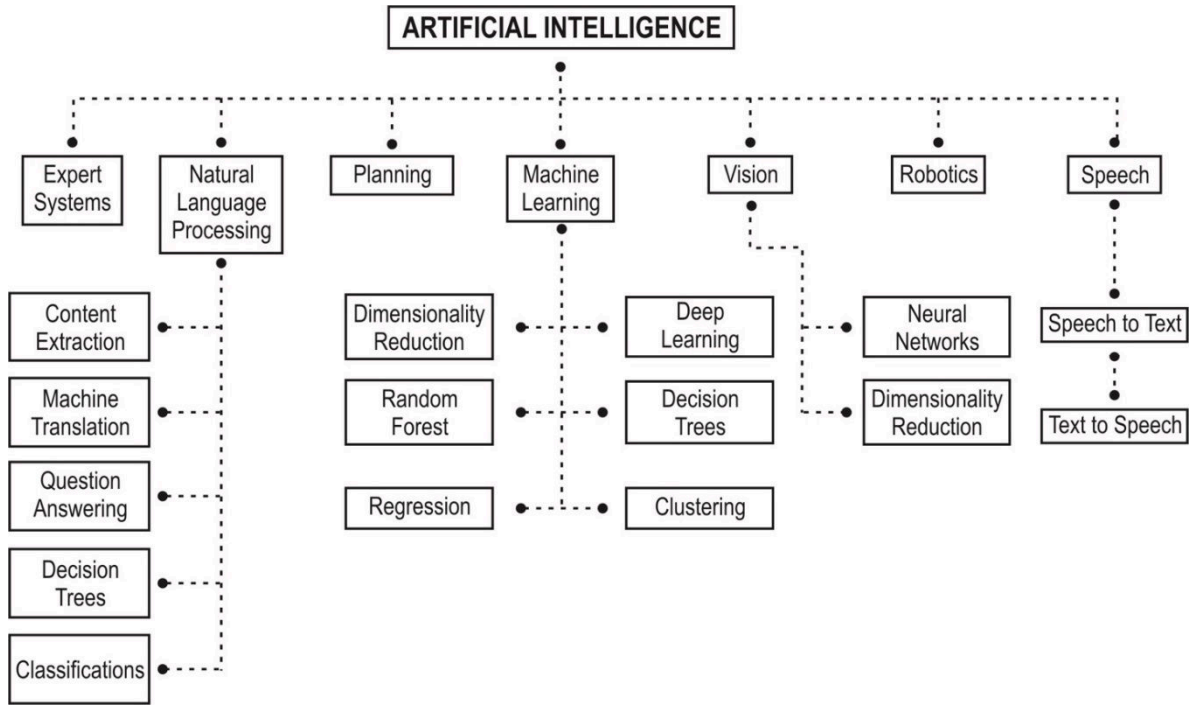 ARTIFICIAL INTELLIGENCE
Expert
Systems
Natural
Language
Processing
Planning
Machine
Learning
Vision
Robotics
Speech
Content
Extraction
Machine
Translation
Question
Answering
Decision
Trees
Classifications
Dimensionality
Reduction
Random
Forest
Regression
Deep
Learning
Decision
Trees
Clustering
Neural
Networks
Dimensionality
Reduction
Speech to Text
Text to Speech